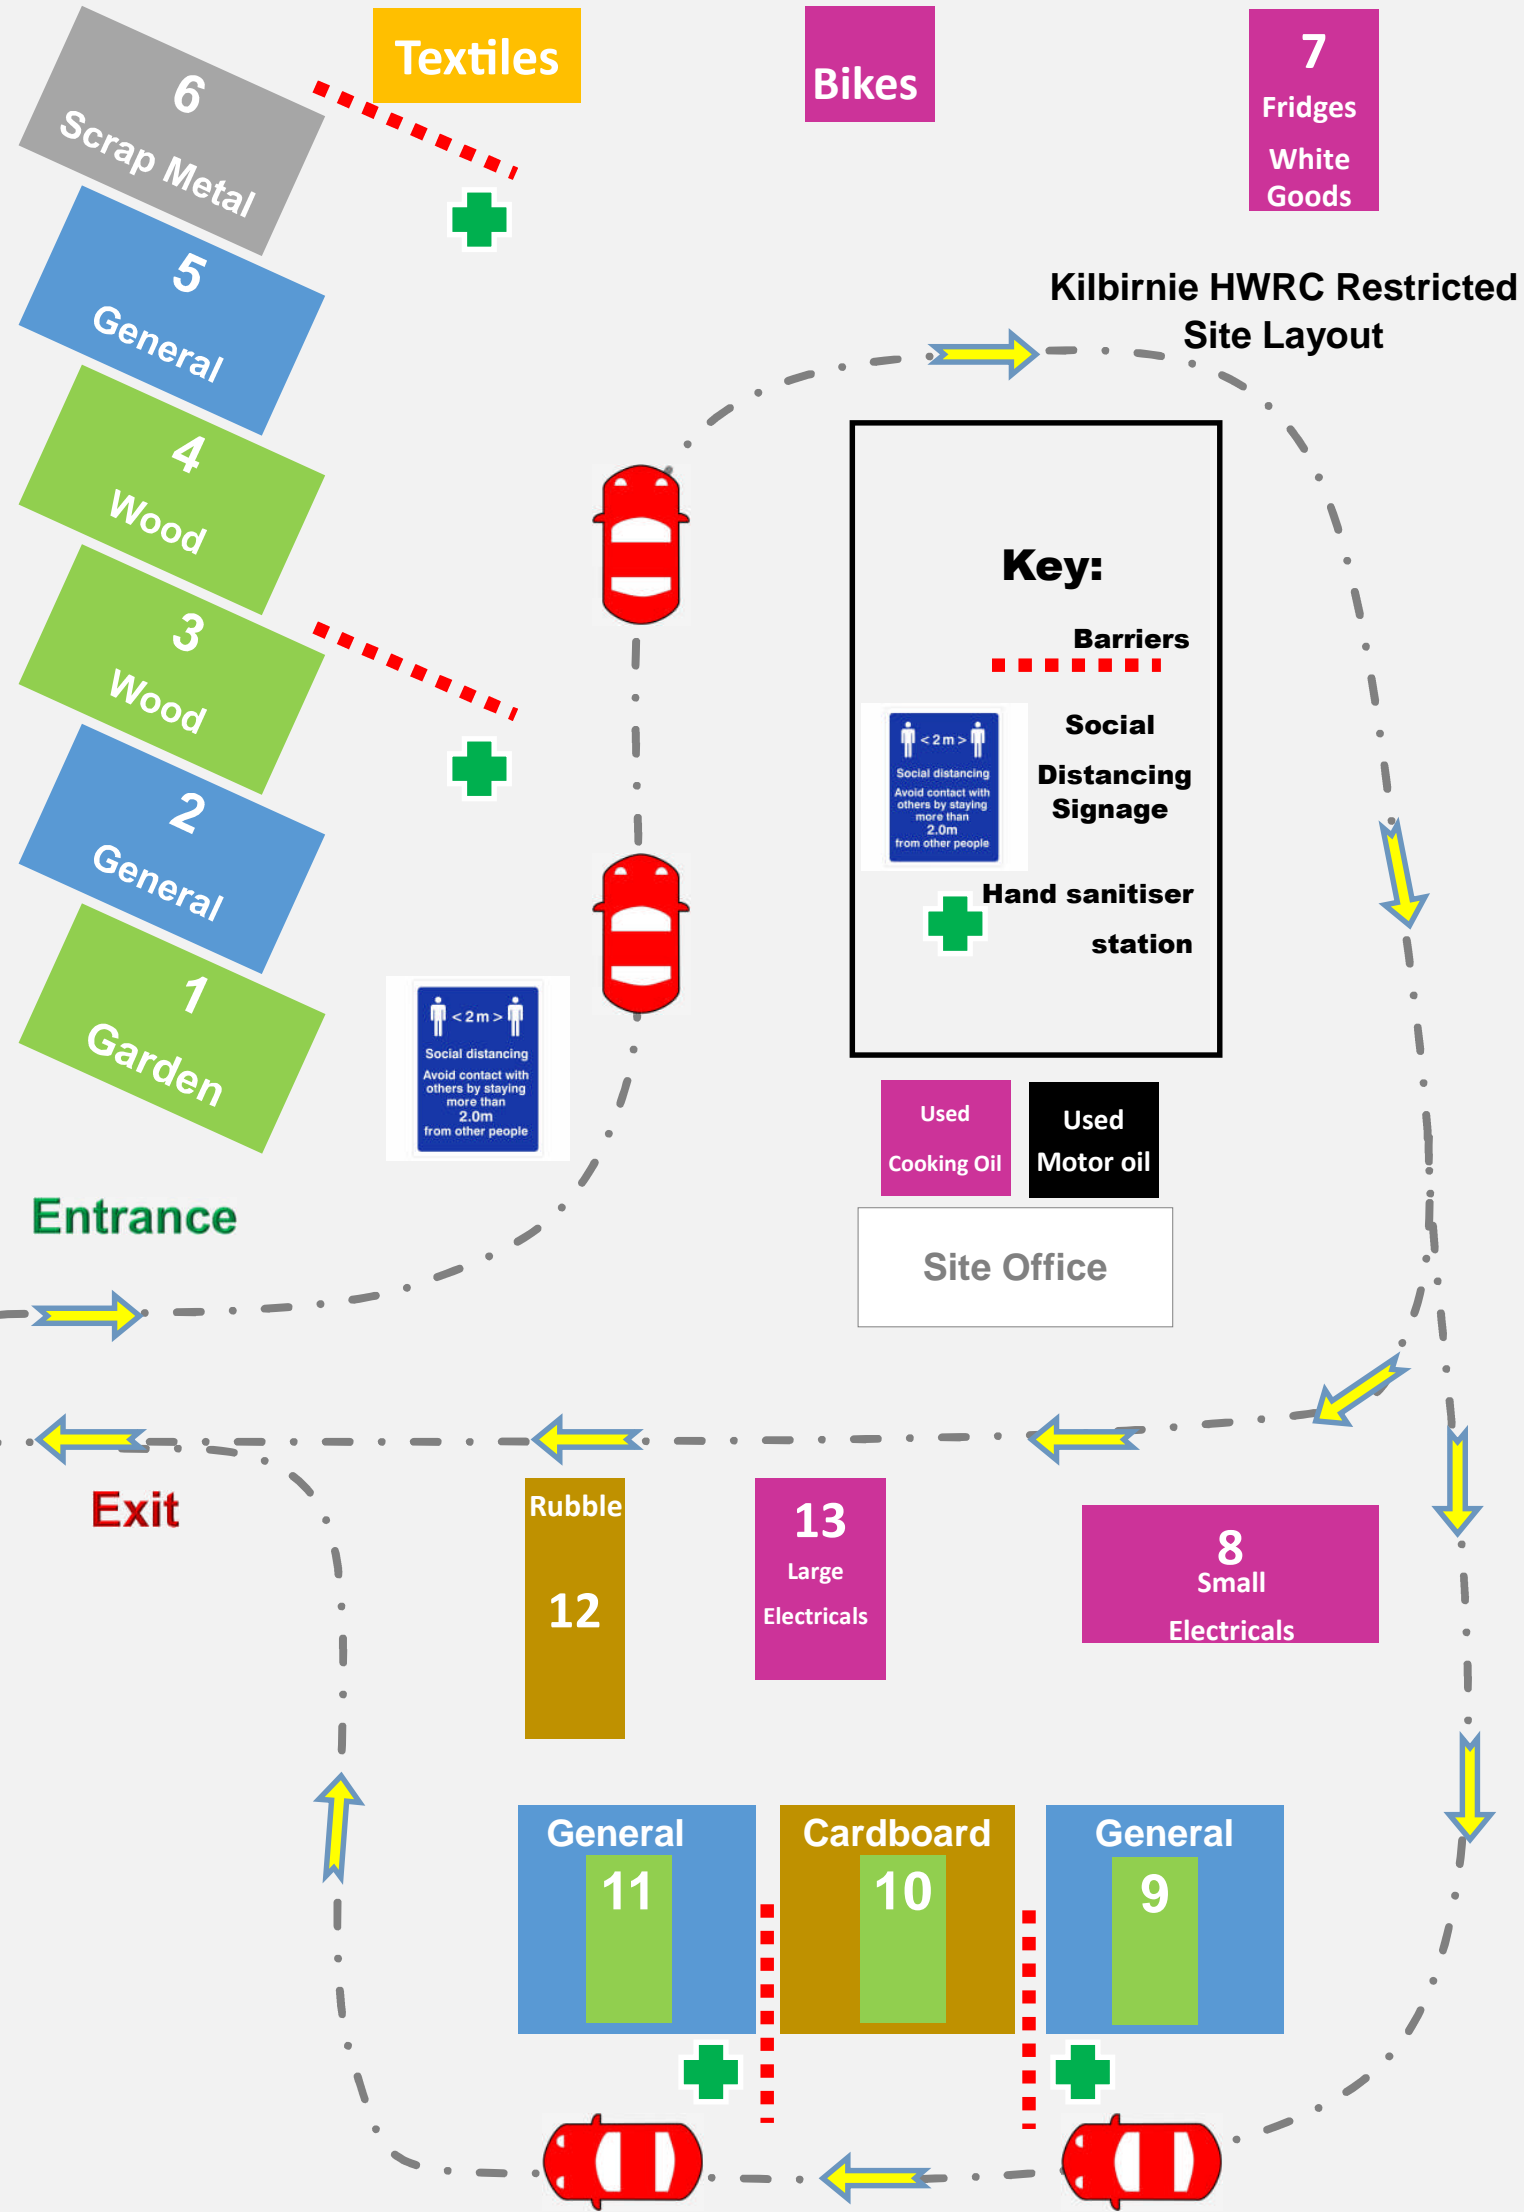 6
Scrap Metal
Textiles
Bikes
7
Fridges
White
Goods
5
General
Kilbirnie HWRC Restricted
Site Layout
4
Wood
3
Wood
2
General
1
Garden
< 2 m >
Social distancing
Avoid contact with
others by staying
more than
2.0m
from other people
Key:
Barriers
< 2 m >
Social distancing
Avoid contact with
others by staying
more than
2.0m
from other people
Social
Distancing
Signage
Hand sanitiser
station
Used
Cooking Oil
Used
Motor oil
Site Office
Entrance
Exit
Rubble
12
13
Large
Electricals
8
Small
Electricals
General
11
Cardboard
10
General
9